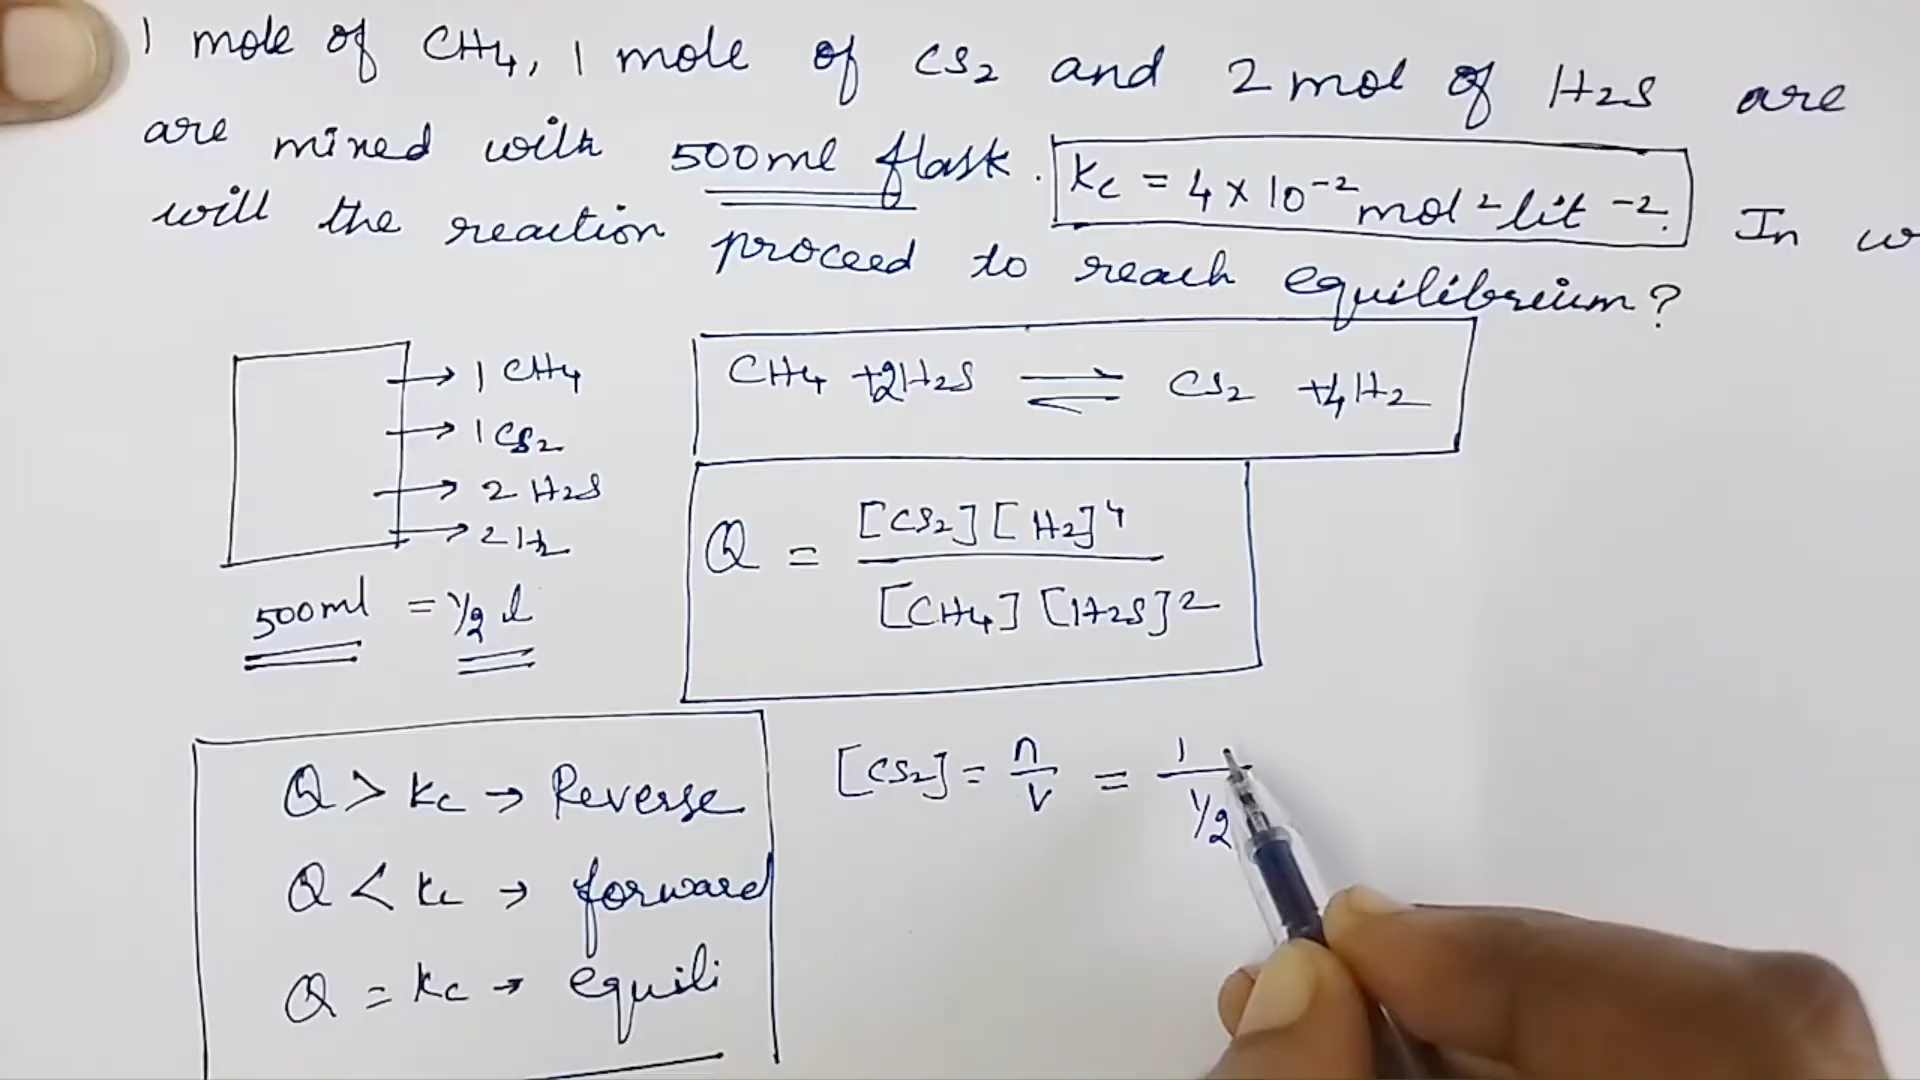 1 mole of CH4, 1 mole of CS2 and 2 mol of H2S are
are mixed with 500ml flask. Kc = 4 × 10⁻² mol² lit⁻². In
will the reaction proceed to reach equilibrium?
→ 1 CH4
→ 1 CS2
→ 2 H2S
→ 2 H2
500ml = 1/2 l
CH4 + 2H2S ⇌ CS2 + 4H2
Q = [CS2] [H2]⁴ / [CH4] [H2S]²
Q > Kc → Reverse
Q < Kc → forward
Q = Kc → equili
[CS2] = n/V = 1 / 1/2